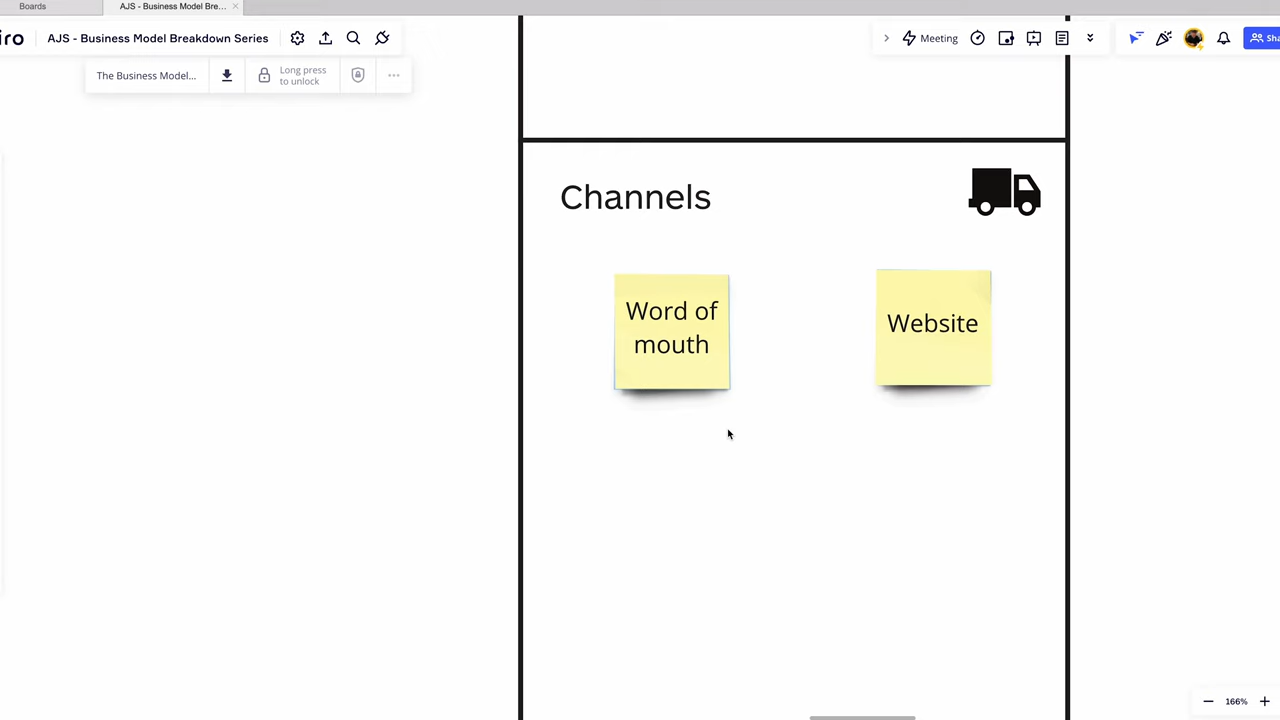 Boards
AJS - Business Model Bre...
iro
AJS - Business Model Breakdown Series
Meeting
Sha
The Business Model...
Long press
to unlock
Channels
Word of
mouth
Website
166%